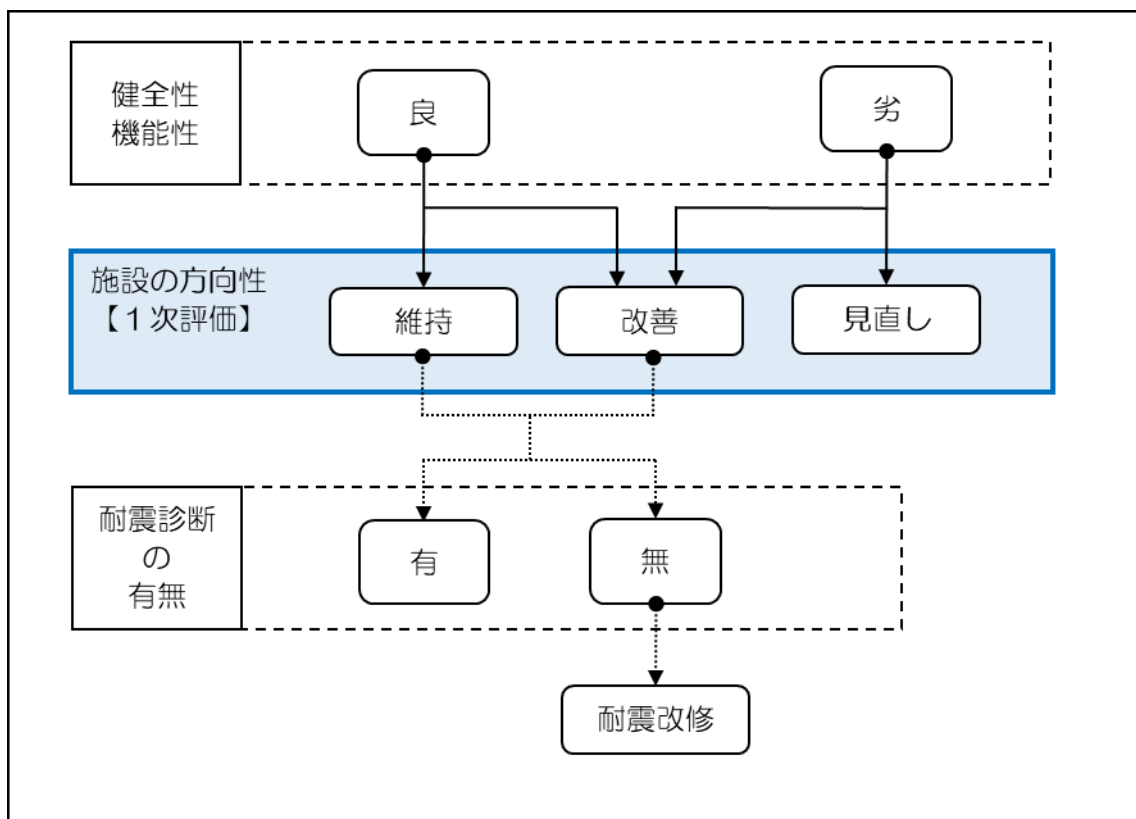 健全性
機能性
良
劣
施設の方向性
【１次評価】
維持
改善
見直し
耐震診断
の
有無
有
無
耐震改修